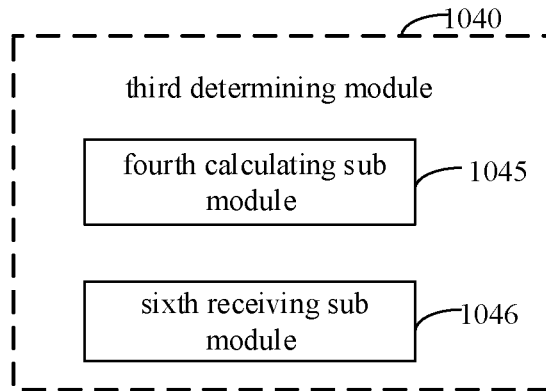 1040
third determining module
fourth calculating sub
module
1045
sixth receiving sub
module
1046